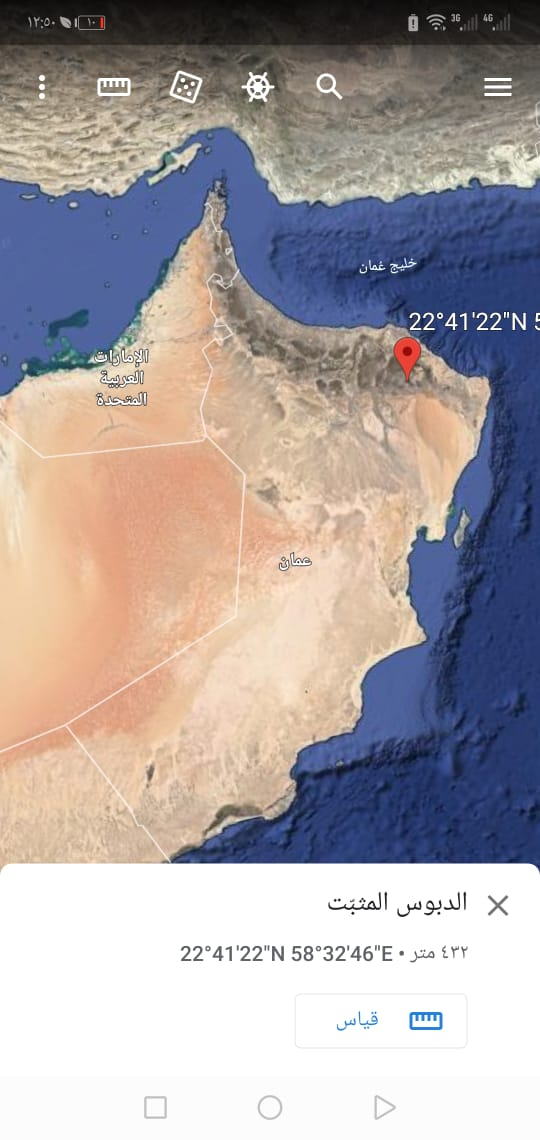 ١٢:٥٠
١٠
3G
4G
خليج عُمان
22°41'22"N 5
الإمارات
العربية
المتحدة
عمان
الدبوس المثبّت
٤٣٢ متر • 22°41'22"N 58°32'46"E
قياس